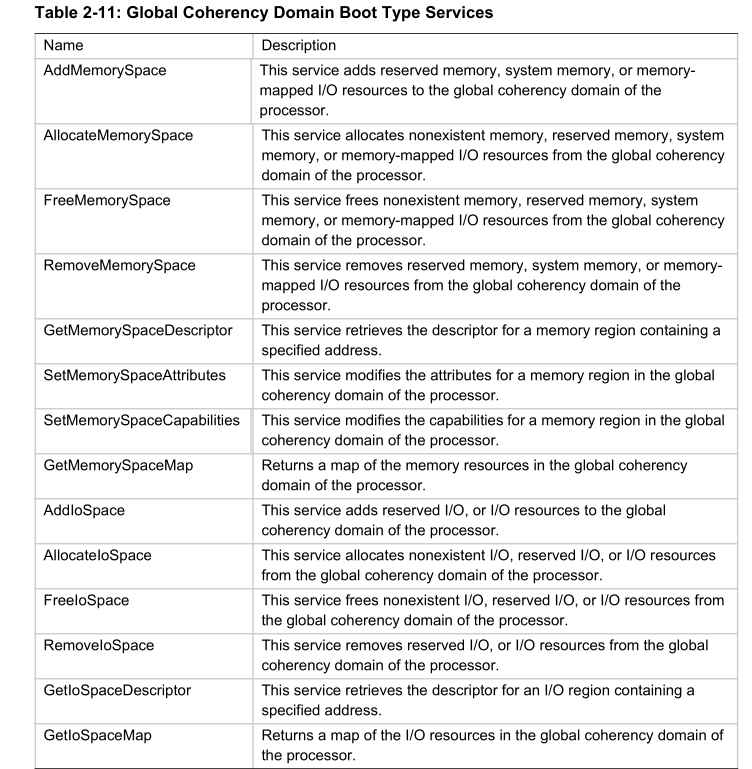 Table 2-11: Global Coherency Domain Boot Type Services
Name Description
AddMemorySpace This service adds reserved memory, system memory, or memory-
mapped I/O resources to the global coherency domain of the
processor.
AllocateMemorySpace This service allocates nonexistent memory, reserved memory, system
memory, or memory-mapped I/O resources from the global coherency
domain of the processor.
FreeMemorySpace This service frees nonexistent memory, reserved memory, system
memory, or memory-mapped I/O resources from the global coherency
domain of the processor.
RemoveMemorySpace This service removes reserved memory, system memory, or memory-
mapped I/O resources from the global coherency domain of the
processor.
GetMemorySpaceDescriptor This service retrieves the descriptor for a memory region containing a
specified address.
SetMemorySpaceAttributes This service modifies the attributes for a memory region in the global
coherency domain of the processor.
SetMemorySpaceCapabilities This service modifies the capabilities for a memory region in the global
coherency domain of the processor.
GetMemorySpaceMap Returns a map of the memory resources in the global coherency
domain of the processor.
AddIoSpace This service adds reserved I/O, or I/O resources to the global
coherency domain of the processor.
AllocateIoSpace This service allocates nonexistent I/O, reserved I/O, or I/O resources
from the global coherency domain of the processor.
FreeIoSpace This service frees nonexistent I/O, reserved I/O, or I/O resources from
the global coherency domain of the processor.
RemoveIoSpace This service removes reserved I/O, or I/O resources from the global
coherency domain of the processor.
GetIoSpaceDescriptor This service retrieves the descriptor for an I/O region containing a
specified address.
GetIoSpaceMap Returns a map of the I/O resources in the global coherency domain of
the processor.